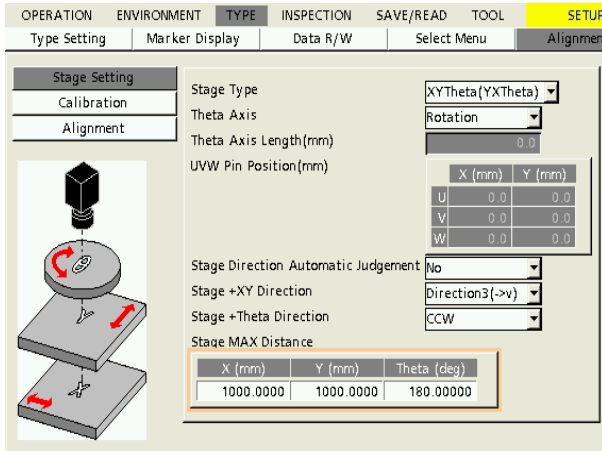 OPERATION ENVIRONMENT TYPE INSPECTION SAVE/READ TOOL SETUP
Type Setting Marker Display Data R/W Select Menu Alignmen
Stage Setting
Calibration
Alignment
Stage Type XYTheta(YXTheta)
Theta Axis Rotation
Theta Axis Length(mm) 0.0
UVW Pin Position(mm)
X (mm) Y (mm)
U 0.0 0.0
V 0.0 0.0
W 0.0 0.0
Stage Direction Automatic Judgement No
Stage +XY Direction Direction3(->v)
Stage +Theta Direction CCW
Stage MAX Distance
X (mm) Y (mm) Theta (deg)
1000.0000 1000.0000 180.00000
θ
Y
X